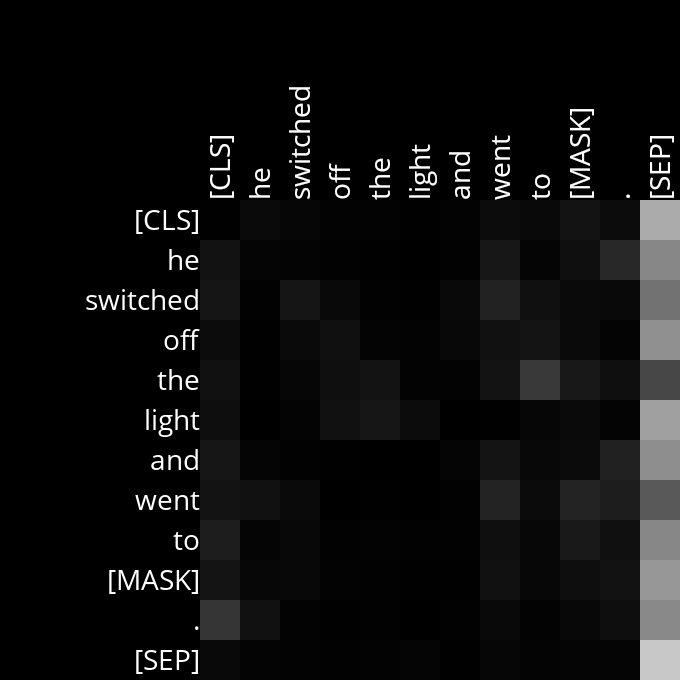 [CLS] he switched off the light and went to [MASK] . [SEP]
[CLS]
he
switched
off
the
light
and
went
to
[MASK]
.
[SEP]